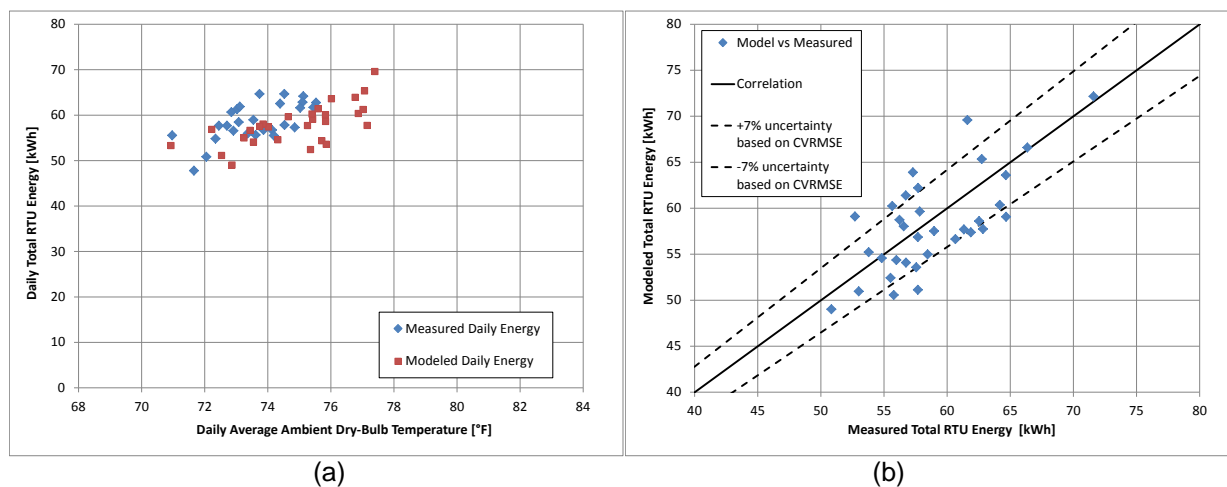 80
70
60
50
40
30
20
10
0
68
70
72
74
76
78
80
82
84
Daily Total RTU Energy [kWh]
Daily Average Ambient Dry-Bulb Temperature [°F]
Measured Daily Energy
Modeled Daily Energy
(a)
80
75
70
65
60
55
50
45
40
40
45
50
55
60
65
70
75
80
Modeled Total RTU Energy [kWh]
Measured Total RTU Energy [kWh]
Model vs Measured
Correlation
+7% uncertainty
based on CVRMSE
-7% uncertainty
based on CVRMSE
(b)